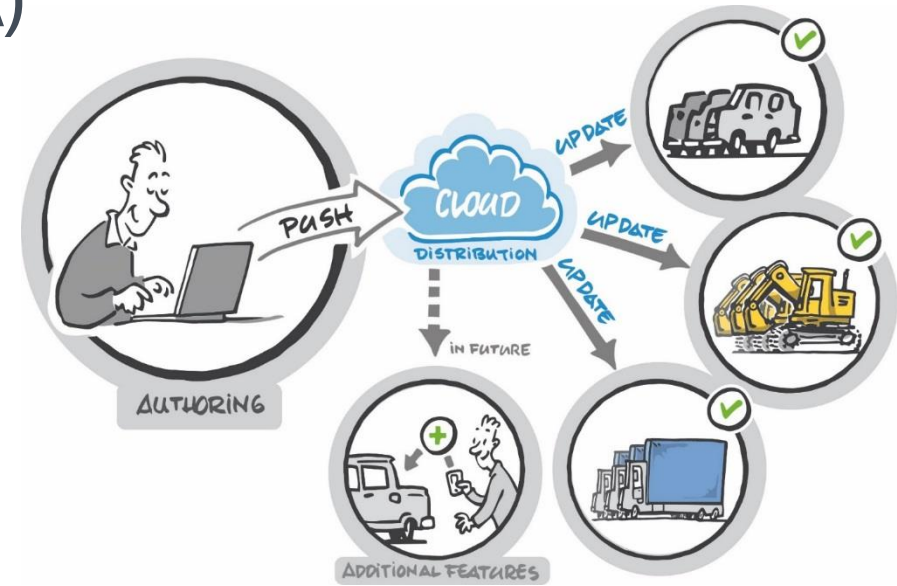 A)
PUSH
CLOUD
DISTRIBUTION
UPDATE
UPDATE
UPDATE
IN FUTURE
AUTHORING
ADDITIONAL FEATURES